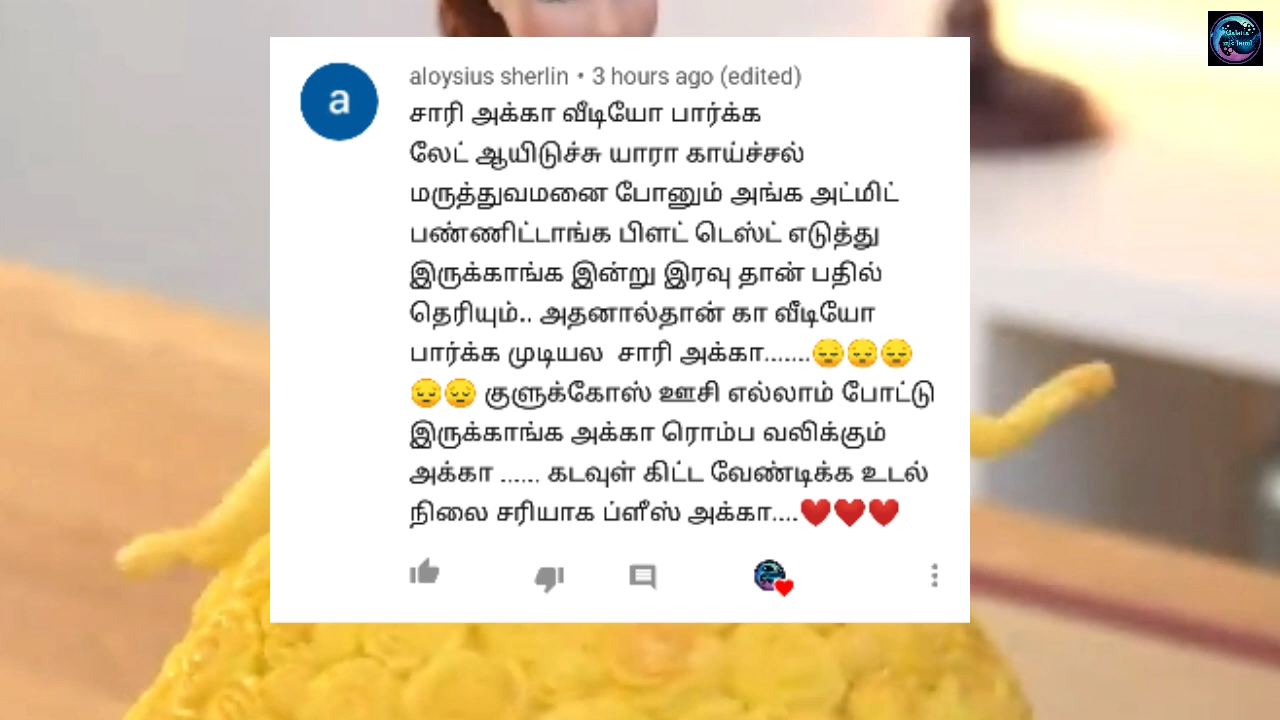 a
aloysius sherlin • 3 hours ago (edited)
சாரி அக்கா வீடியோ பார்க்க
லேட் ஆயிடுச்சு யாரா காய்ச்சல்
மருத்துவமனை போனும் அங்க அட்மிட்
பண்ணிட்டாங்க பிளட் டெஸ்ட் எடுத்து
இருக்காங்க இன்று இரவு தான் பதில்
தெரியும்.. அதனால்தான் கா வீடியோ
பார்க்க முடியல சாரி அக்கா.......😔😔😔
😔😔 குளுக்கோஸ் ஊசி எல்லாம் போட்டு
இருக்காங்க அக்கா ரொம்ப வலிக்கும்
அக்கா ...... கடவுள் கிட்ட வேண்டிக்க உடல்
நிலை சரியாக ப்ளீஸ் அக்கா....❤️❤️❤️